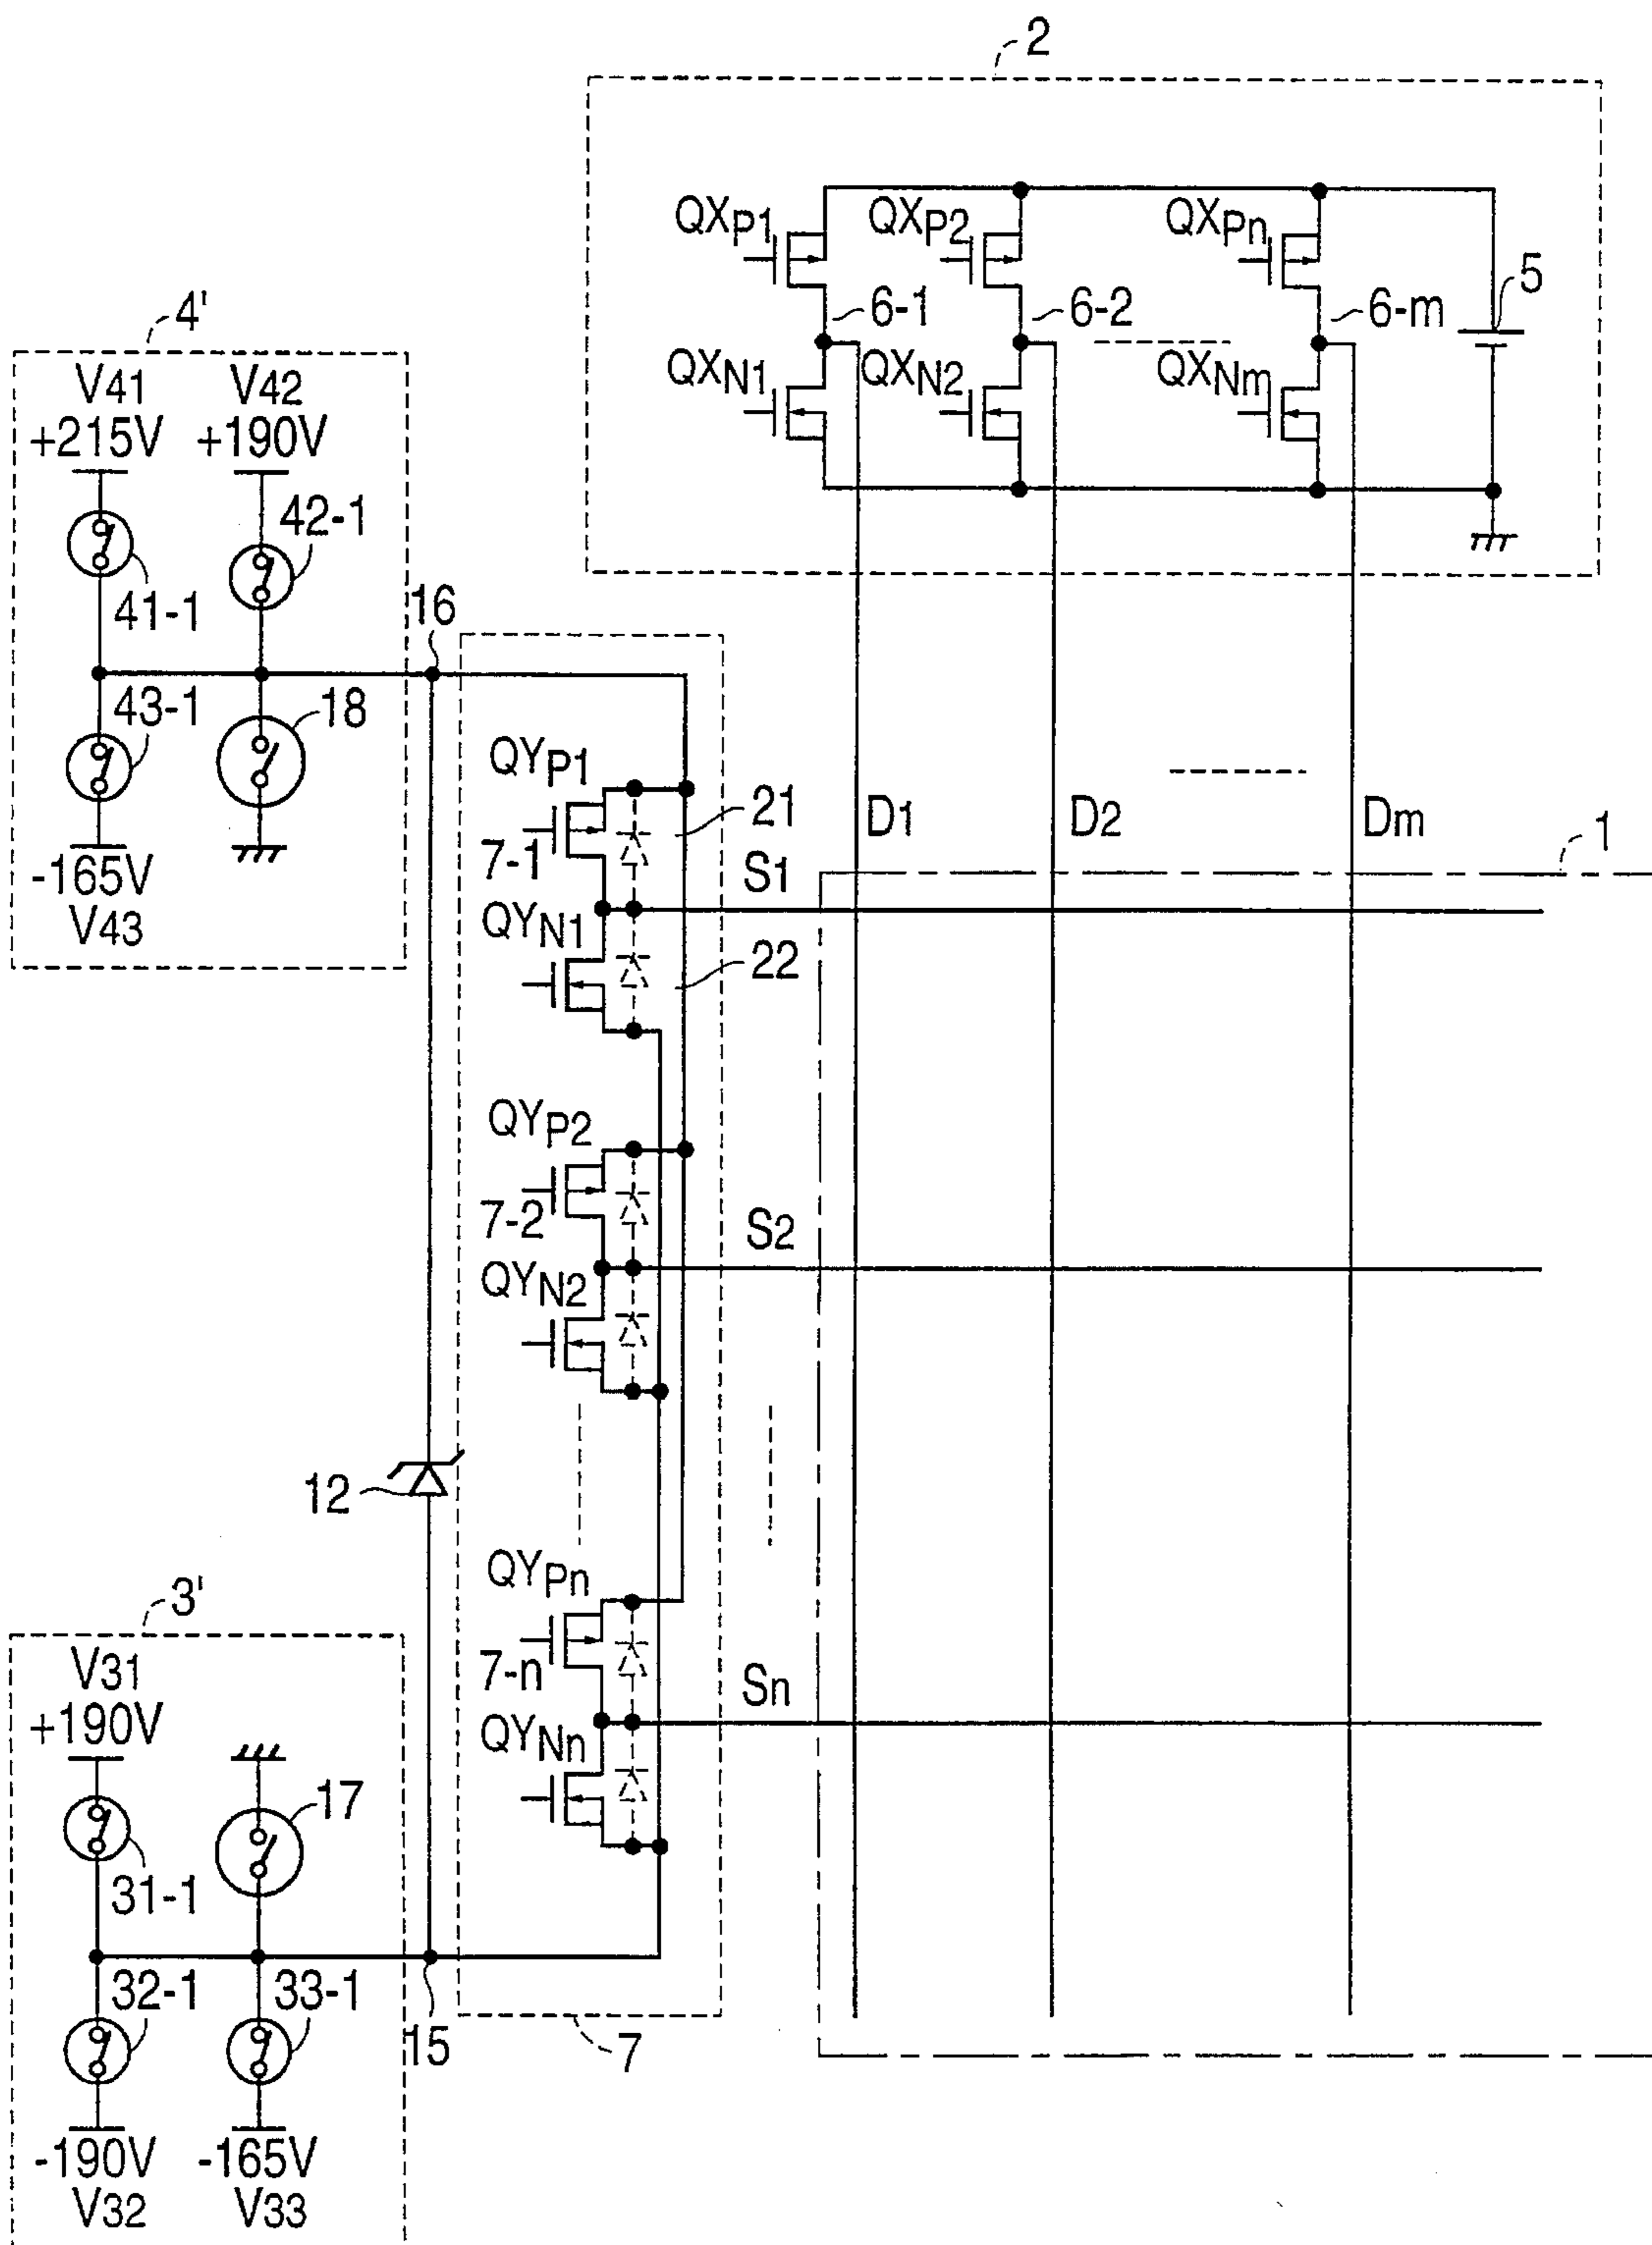 2
QXP1
QXP2
QXPn
5
6-1
6-2
6-m
QXN1
QXN2
QXNm
4'
V41
V42
+215V
+190V
42-1
41-1
16
43-1
18
-165V
V43
QYP1
21
7-1
S1
QYN1
22
D1
D2
Dm
1
QYP2
7-2
S2
QYN2
12
QYPn
7-n
Sn
QYNn
3'
V31
+190V
17
31-1
32-1
33-1
15
7
-190V
-165V
V32
V33